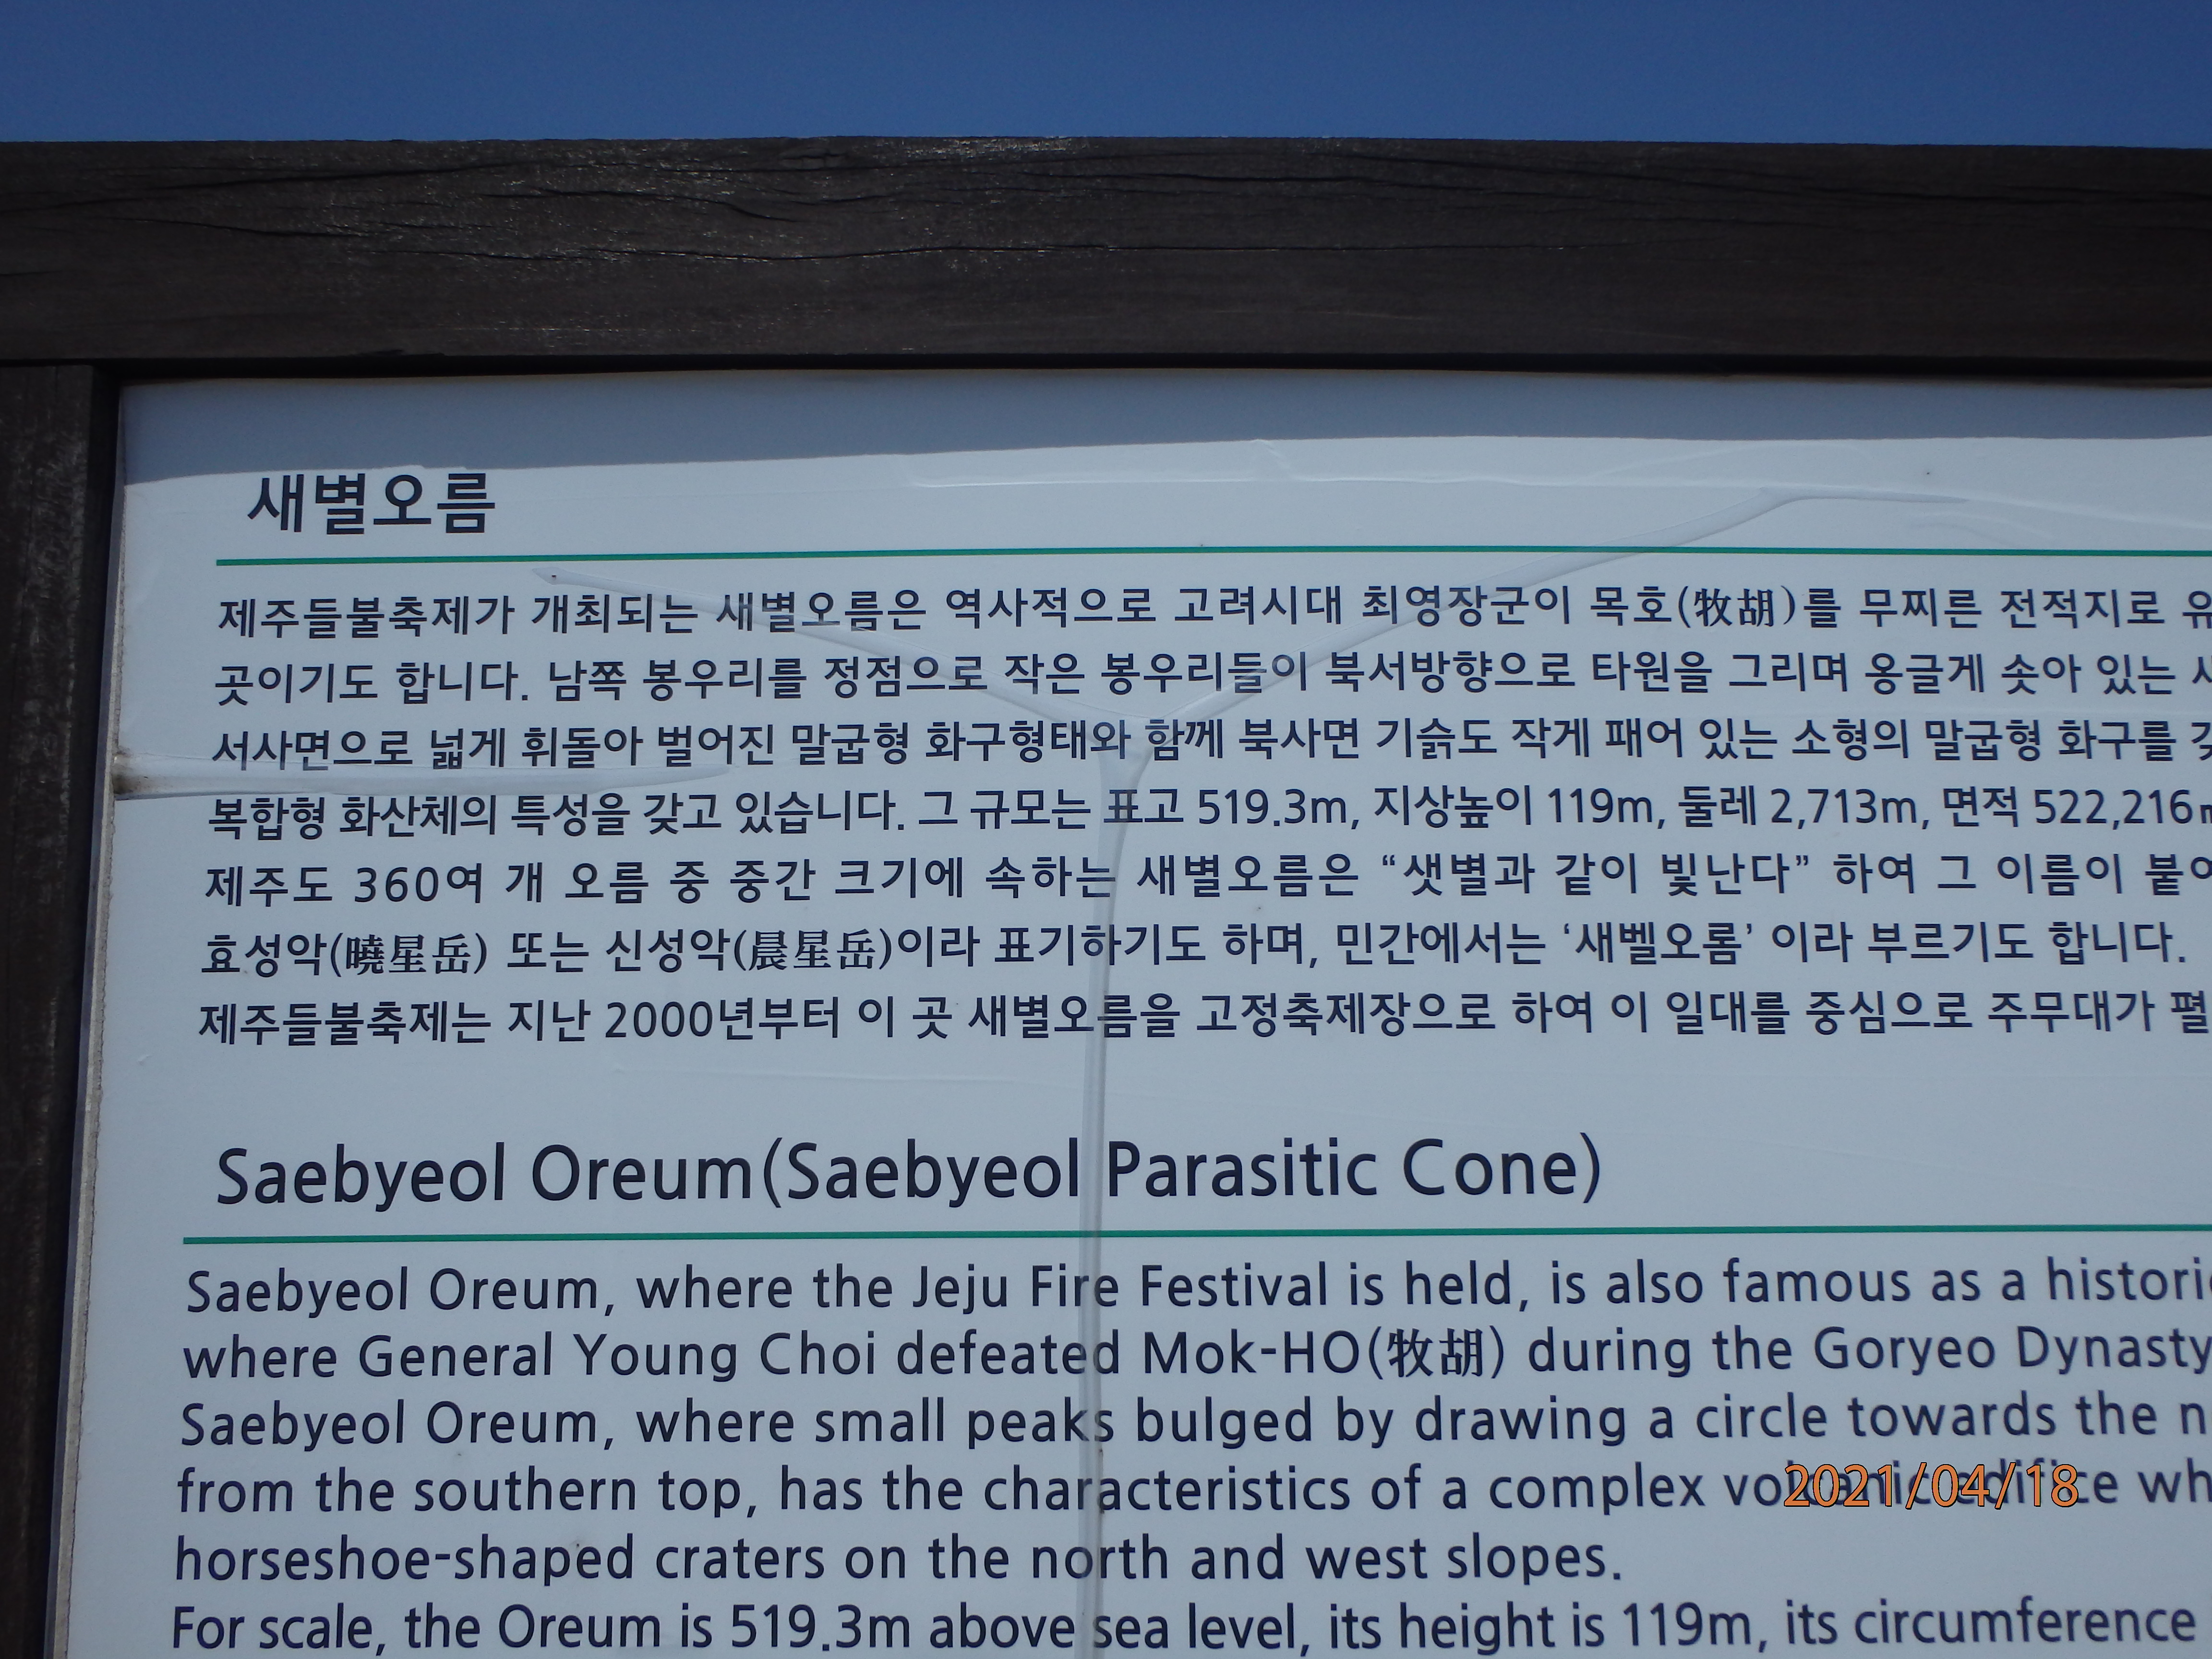 새별오름
제주들불축제가 개최되는 새별오름은 역사적으로 고려시대 최영장군이 목호(牧胡)를 무찌른 전적지로
곳이기도 합니다. 남쪽 봉우리를 정점으로 작은 봉우리들이 북서방향으로 타원을 그리며 옹글게 솟아 있는
서사면으로 넓게 휘돌아 벌어진 말굽형 화구형태와 함께 북사면 기슭도 작게 패어 있는 소형의 말굽형 화구를
복합형 화산체의 특성을 갖고 있습니다. 그 규모는 표고 519.3m, 지상높이 119m, 둘레 2,713m, 면적 522,216
제주도 360여 개 오름 중 중간 크기에 속하는 새별오름은 “샛별과 같이 빛난다” 하여 그 이름이
효성악(曉星岳) 또는 신성악(晨星岳)이라 표기하기도 하며, 민간에서는 ‘새벨오롬’ 이라 부르기도 합니다.
제주들불축제는 지난 2000년부터 이 곳 새별오름을 고정축제장으로 하여 이 일대를 중심으로 주무대가 펼
Saebyeol Oreum(Saebyeol Parasitic Cone)
Saebyeol Oreum, where the Jeju Fire Festival is held, is also famous as a histori
where General Young Choi defeated Mok-HO(牧胡) during the Goryeo Dynasty
Saebyeol Oreum, where small peaks bulged by drawing a circle towards the n
from the southern top, has the characteristics of a complex volcanic edifice wh
horseshoe-shaped craters on the north and west slopes.
For scale, the Oreum is 519.3m above sea level, its height is 119m, its circumference
2021/04/18